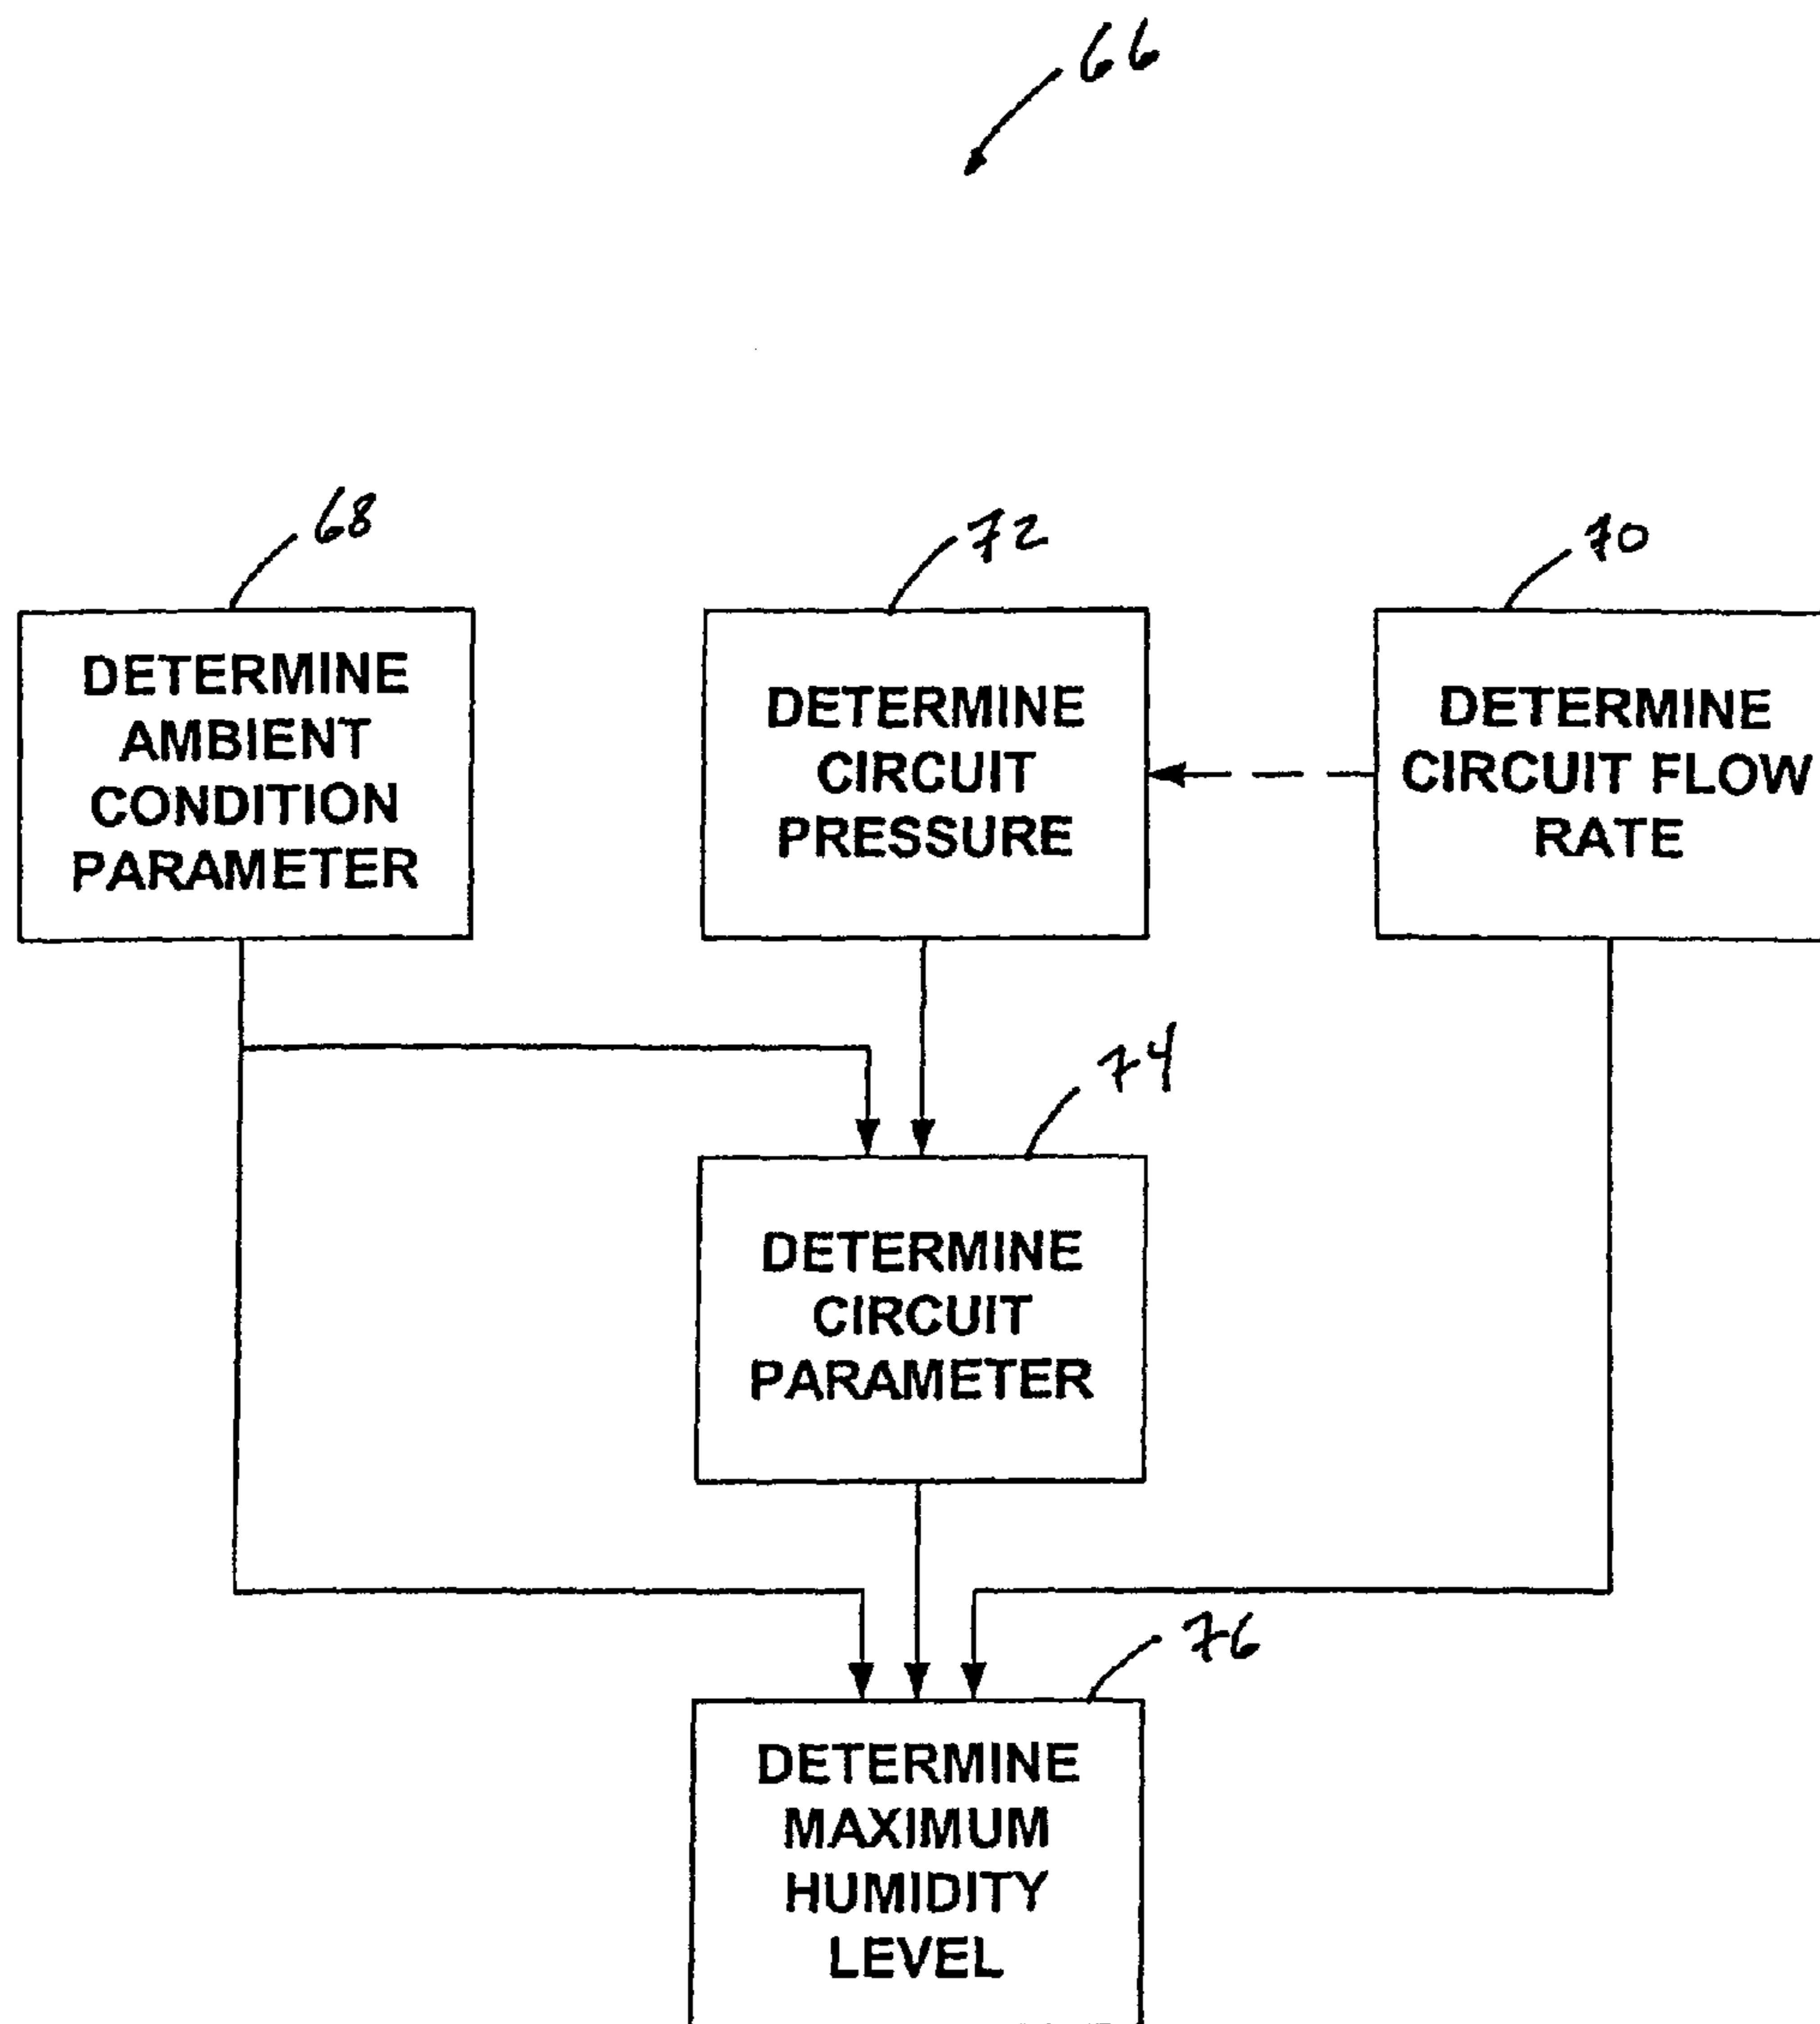 66
68
72
70
DETERMINE
AMBIENT
CONDITION
PARAMETER
DETERMINE
CIRCUIT
PRESSURE
DETERMINE
CIRCUIT FLOW
RATE
74
DETERMINE
CIRCUIT
PARAMETER
76
DETERMINE
MAXIMUM
HUMIDITY
LEVEL